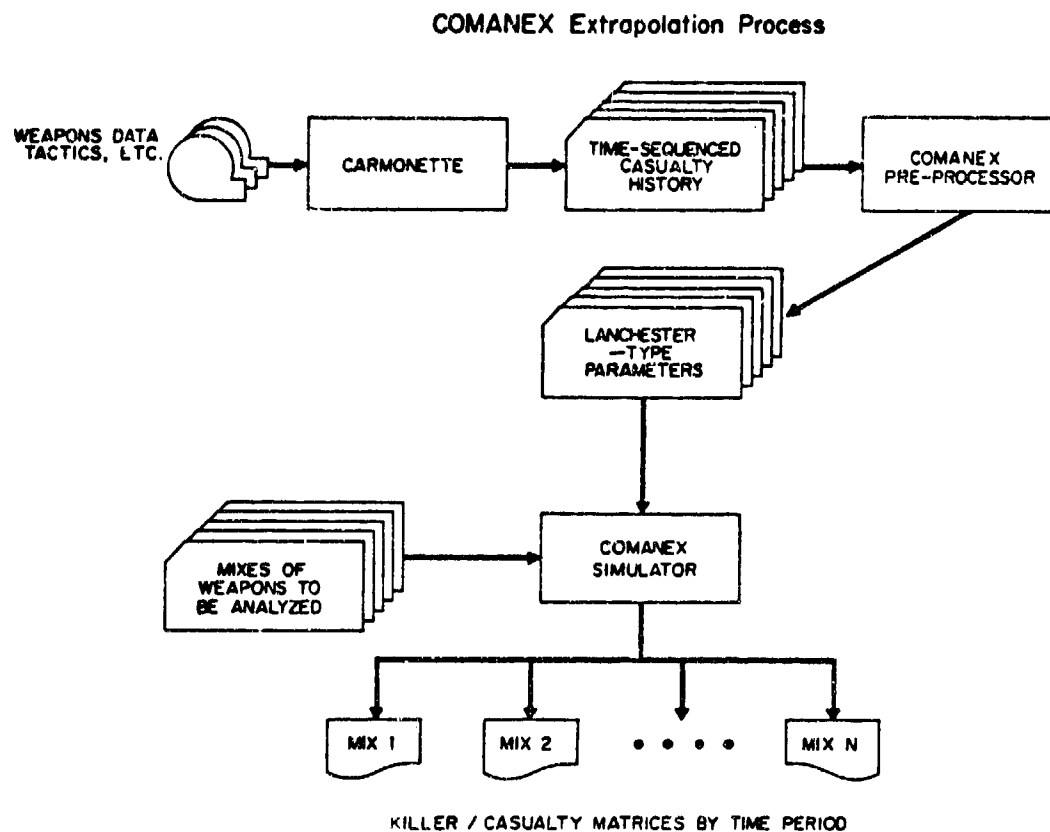 COMANEX Extrapolation Process
WEAPONS DATA
TACTICS, ETC.
CARMONETTE
TIME-SEQUENCED
CASUALTY
HISTORY
COMANEX
PRE-PROCESSOR
LANCHESTER
-TYPE
PARAMETERS
MIXES OF
WEAPONS TO
BE ANALYZED
COMANEX
SIMULATOR
MIX 1
MIX 2
• • • •
MIX N
KILLER / CASUALTY MATRICES BY TIME PERIOD